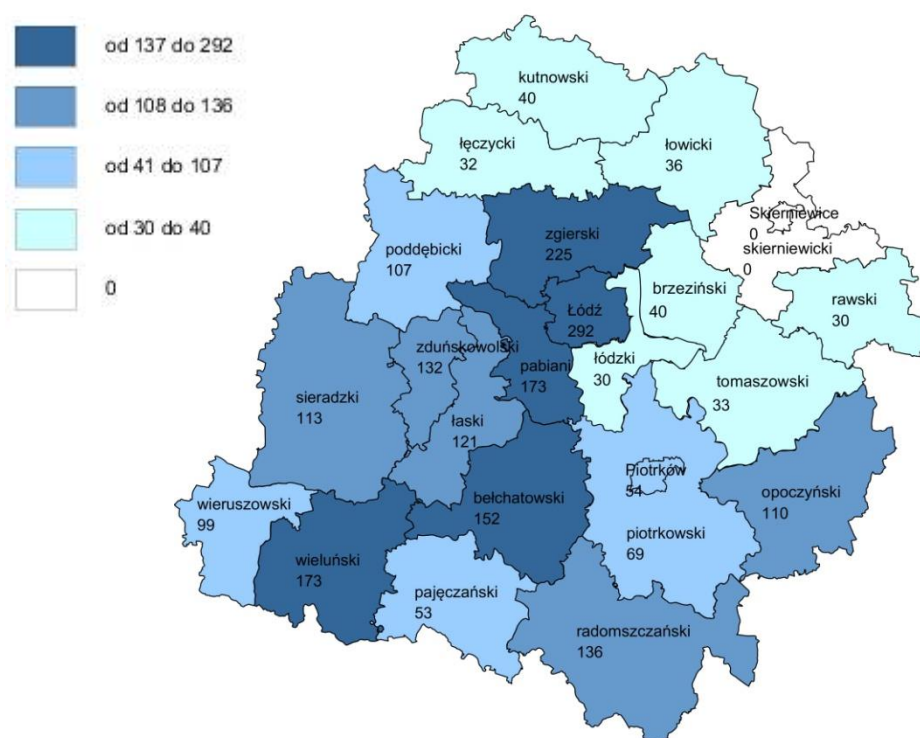 od 137 do 292
od 108 do 136
od 41 do 107
od 30 do 40
0
kutnowski
40
łęczycki
32
łowicki
36
Skierniewice
0
skierniewicki
0
zgierski
225
poddębicki
107
brzeziński
40
rawski
30
Łódź
292
zduńskowolski
132
pabiani
173
łódzki
30
tomaszowski
33
sieradzki
113
łaski
121
Piotrków
54
opoczyński
110
wieruszowski
99
bełchatowski
152
piotrkowski
69
wieluński
173
pajęczański
53
radomszczański
136